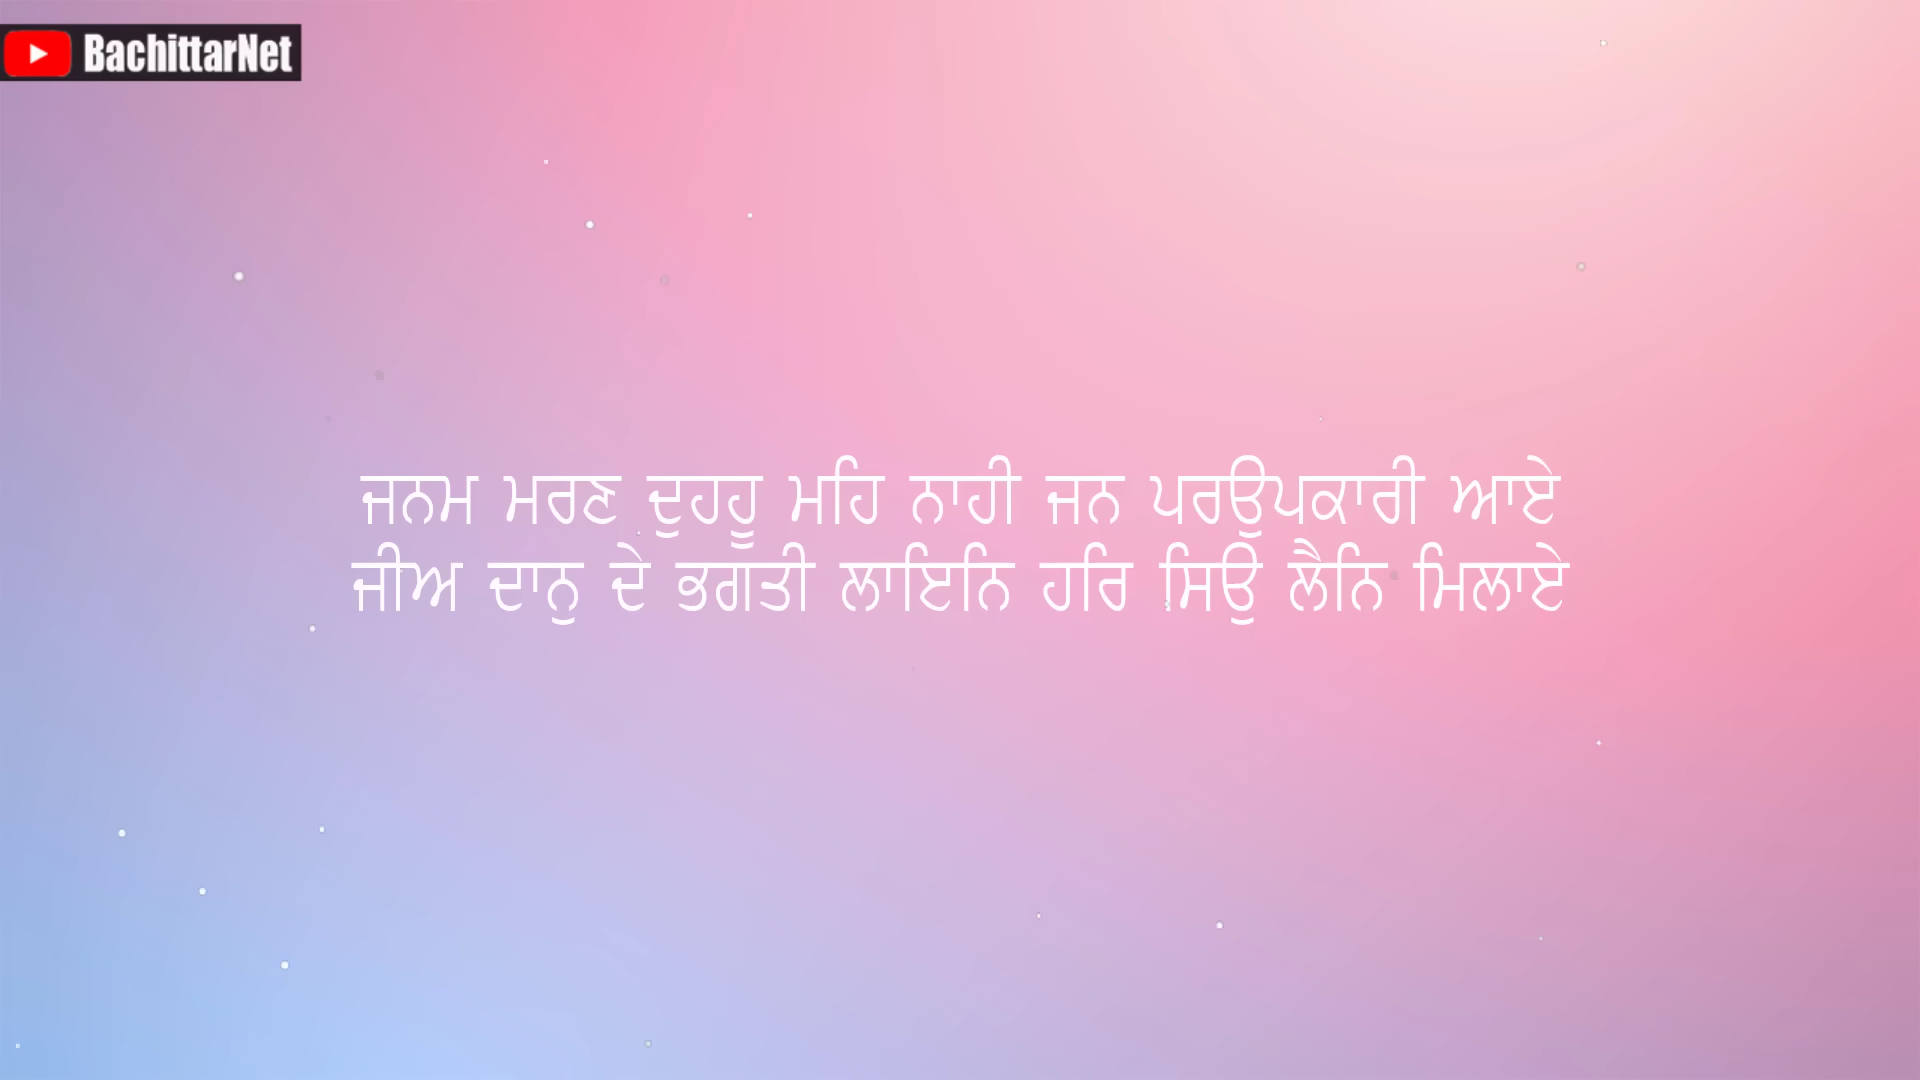 BachittarNet
ਜਨਮ ਮਰਣ ਦੁਹਹੂ ਮਹਿ ਨਾਹੀ ਜਨ ਪਰਉਪਕਾਰੀ ਆਏ
ਜੀਅ ਦਾਨੁ ਦੇ ਭਗਤੀ ਲਾਇਨਿ ਹਰਿ ਸਿਉ ਲੈਨਿ ਮਿਲਾਏ